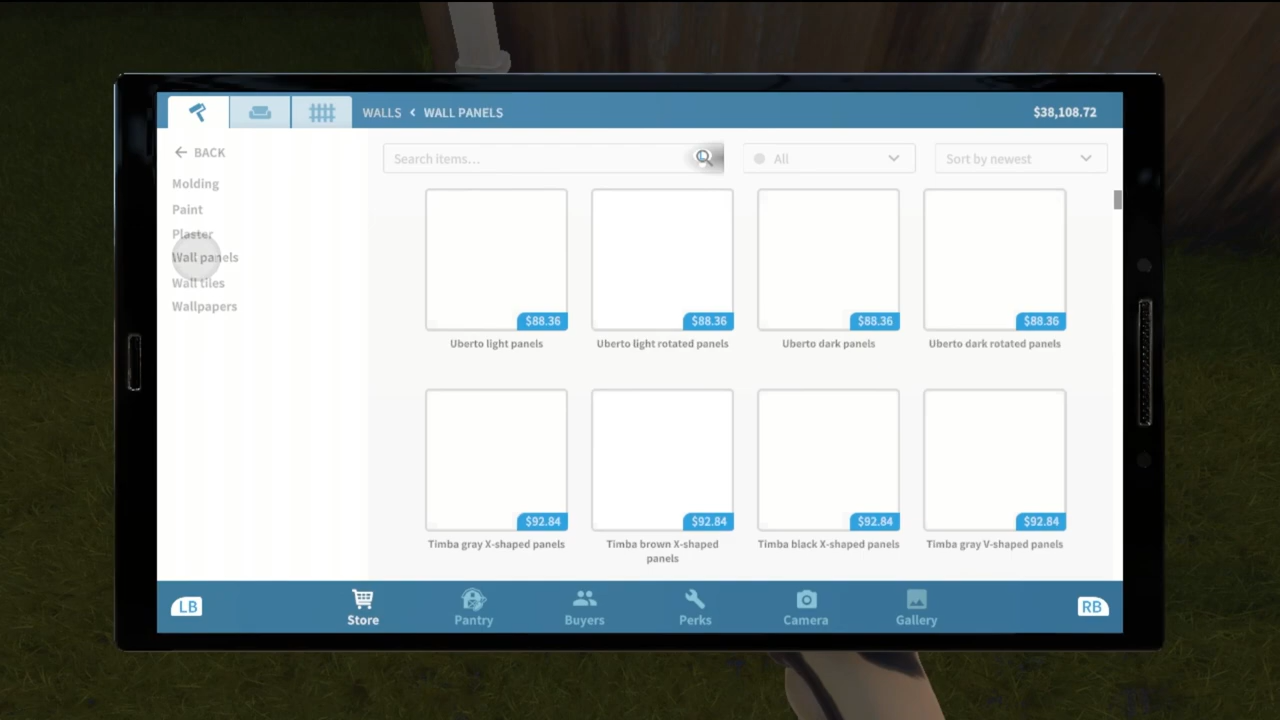 WALLS < WALL PANELS
$38,108.72
BACK
Search items...
All
Sort by newest
Molding
Paint
Plaster
Wall panels
Wall tiles
Wallpapers
$88.36
$88.36
$88.36
$88.36
Uberto light panels
Uberto light rotated panels
Uberto dark panels
Uberto dark rotated panels
$92.84
$92.84
$92.84
$92.84
Timba gray X-shaped panels
Timba brown X-shaped
panels
Timba black X-shaped panels
Timba gray V-shaped panels
LB
Store
Pantry
Buyers
Perks
Camera
Gallery
RB